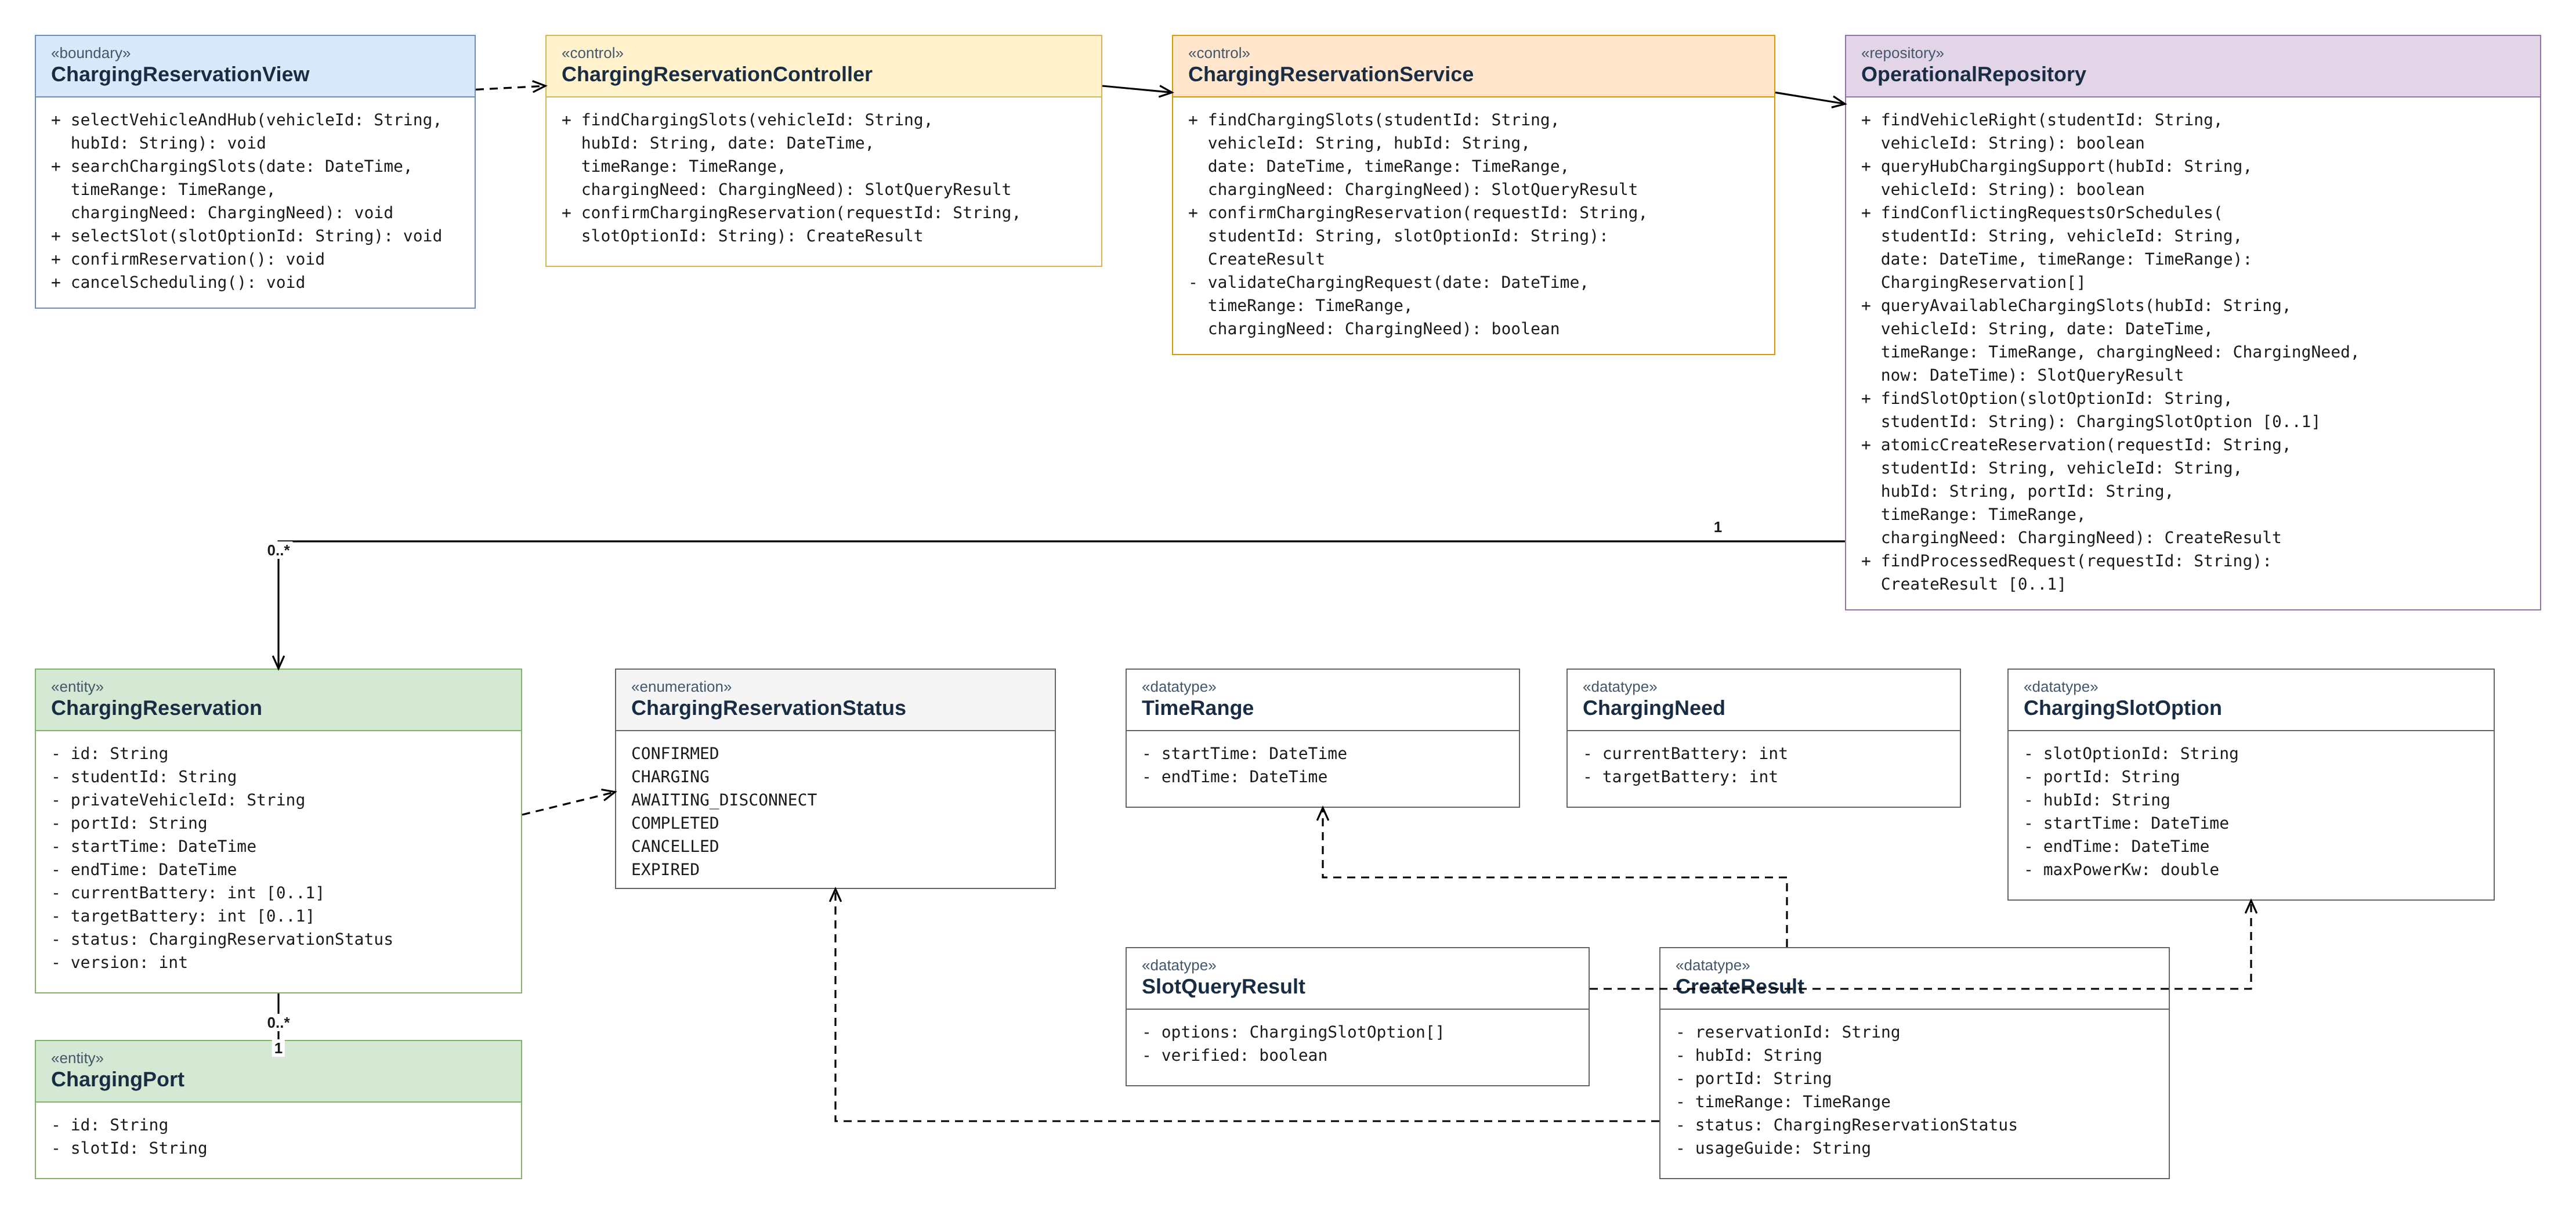 «boundary»
ChargingReservationView
+ selectVehicleAndHub(vehicleId: String,
hubId: String): void
+ searchChargingSlots(date: DateTime,
timeRange: TimeRange,
chargingNeed: ChargingNeed): void
+ selectSlot(slotOptionId: String): void
+ confirmReservation(): void
+ cancelScheduling(): void
«control»
ChargingReservationController
+ findChargingSlots(vehicleId: String,
hubId: String, date: DateTime,
timeRange: TimeRange,
chargingNeed: ChargingNeed): SlotQueryResult
+ confirmChargingReservation(requestId: String,
slotOptionId: String): CreateResult
«control»
ChargingReservationService
+ findChargingSlots(studentId: String,
vehicleId: String, hubId: String,
date: DateTime, timeRange: TimeRange,
chargingNeed: ChargingNeed): SlotQueryResult
+ confirmChargingReservation(requestId: String,
studentId: String, slotOptionId: String):
CreateResult
- validateChargingRequest(date: DateTime,
timeRange: TimeRange,
chargingNeed: ChargingNeed): boolean
«repository»
OperationalRepository
+ findVehicleRight(studentId: String,
vehicleId: String): boolean
+ queryHubChargingSupport(hubId: String,
vehicleId: String): boolean
+ findConflictingRequestsOrSchedules(
studentId: String, vehicleId: String,
date: DateTime, timeRange: TimeRange):
ChargingReservation[]
+ queryAvailableChargingSlots(hubId: String,
vehicleId: String, date: DateTime,
timeRange: TimeRange, chargingNeed: ChargingNeed,
now: DateTime): SlotQueryResult
+ findSlotOption(slotOptionId: String,
studentId: String): ChargingSlotOption [0..1]
+ atomicCreateReservation(requestId: String,
studentId: String, vehicleId: String,
hubId: String, portId: String,
timeRange: TimeRange,
chargingNeed: ChargingNeed): CreateResult
+ findProcessedRequest(requestId: String):
CreateResult [0..1]
1
0..*
«entity»
ChargingReservation
- id: String
- studentId: String
- privateVehicleId: String
- portId: String
- startTime: DateTime
- endTime: DateTime
- currentBattery: int [0..1]
- targetBattery: int [0..1]
- status: ChargingReservationStatus
- version: int
«enumeration»
ChargingReservationStatus
CONFIRMED
CHARGING
AWAITING_DISCONNECT
COMPLETED
CANCELLED
EXPIRED
«datatype»
TimeRange
- startTime: DateTime
- endTime: DateTime
«datatype»
ChargingNeed
- currentBattery: int
- targetBattery: int
«datatype»
ChargingSlotOption
- slotOptionId: String
- portId: String
- hubId: String
- startTime: DateTime
- endTime: DateTime
- maxPowerKw: double
0..*
1
«entity»
ChargingPort
- id: String
- slotId: String
«datatype»
SlotQueryResult
- options: ChargingSlotOption[]
- verified: boolean
«datatype»
CreateResult
- reservationId: String
- hubId: String
- portId: String
- timeRange: TimeRange
- status: ChargingReservationStatus
- usageGuide: String